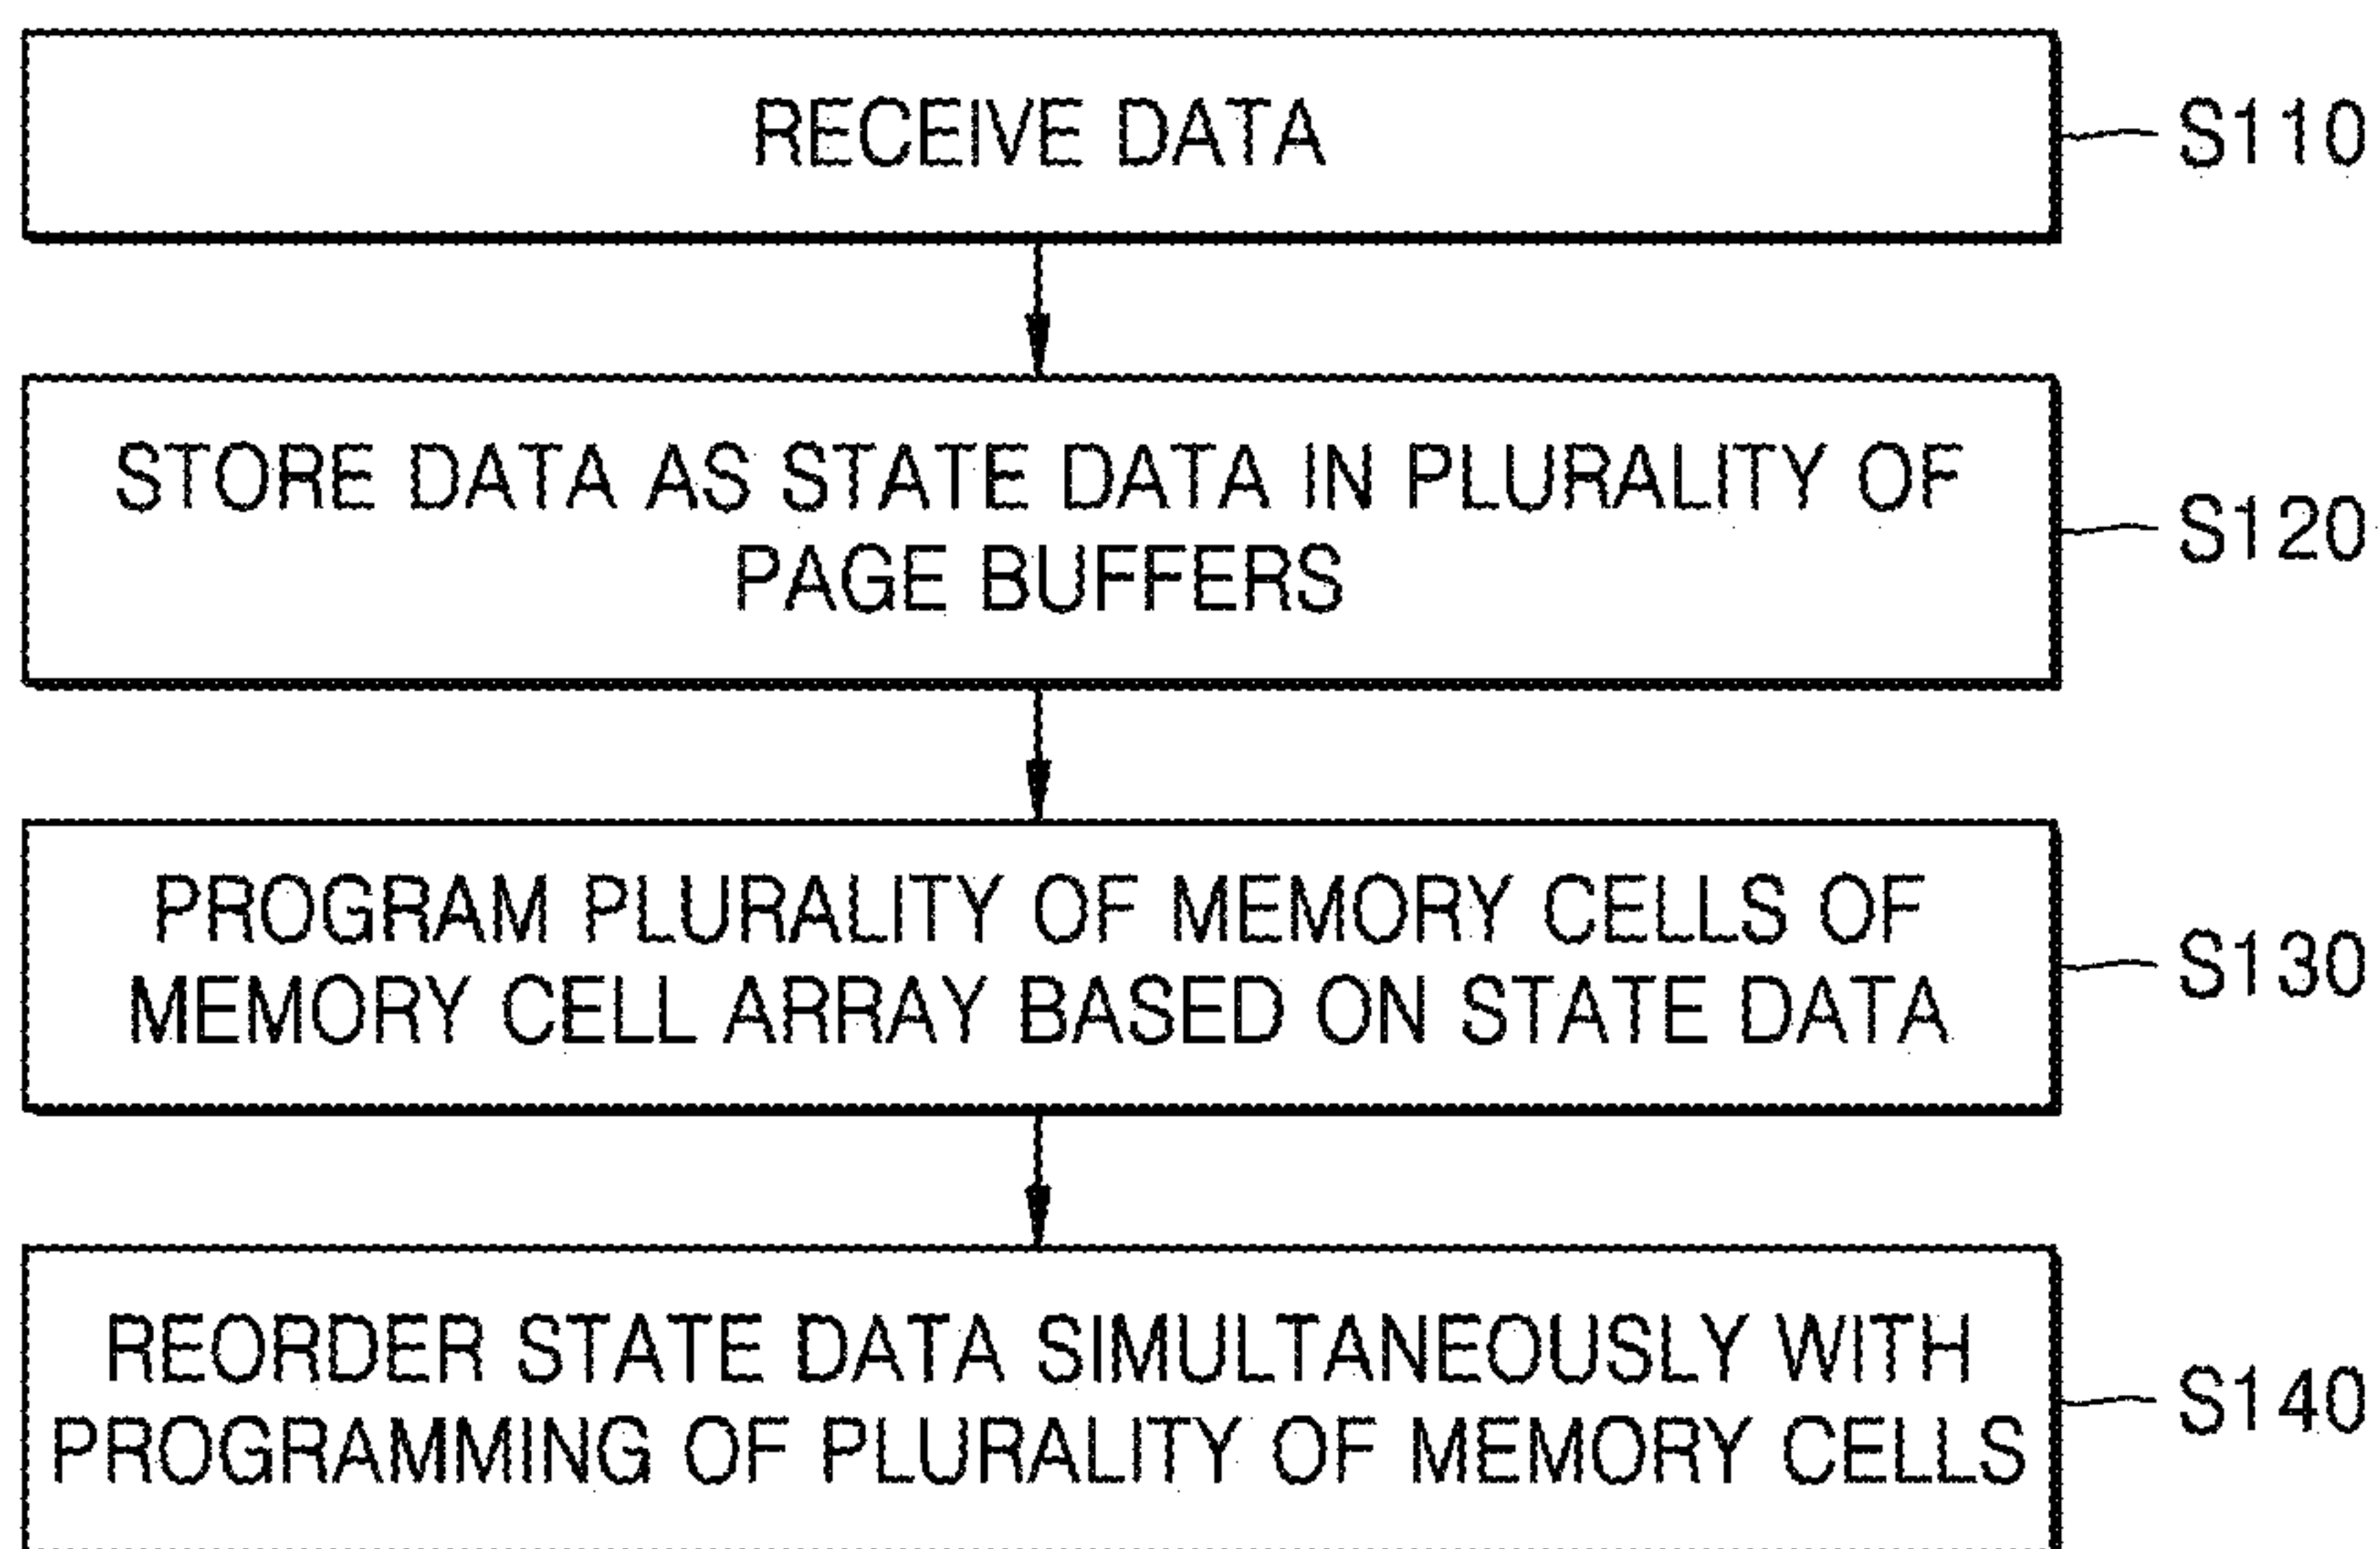 RECEIVE DATA
S110
STORE DATA AS STATE DATA IN PLURALITY OF
PAGE BUFFERS
S120
PROGRAM PLURALITY OF MEMORY CELLS OF
MEMORY CELL ARRAY BASED ON STATE DATA
S130
REORDER STATE DATA SIMULTANEOUSLY WITH
PROGRAMMING OF PLURALITY OF MEMORY CELLS
S140